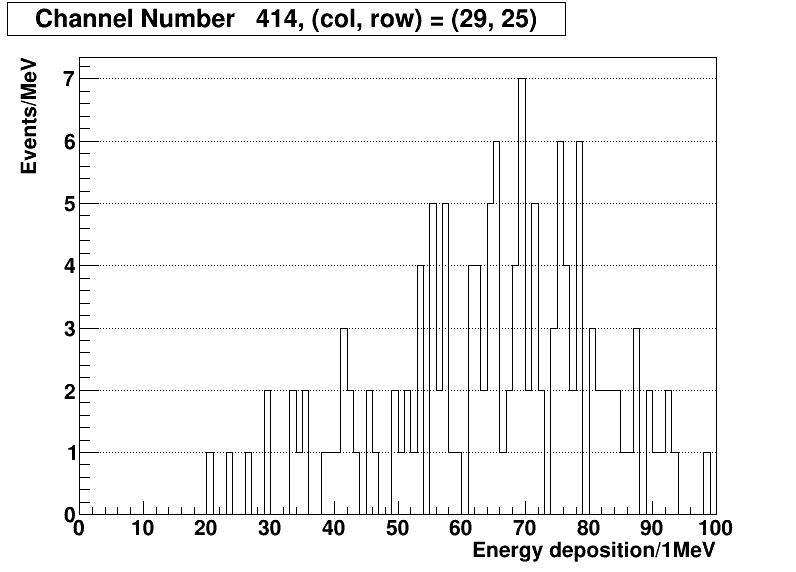 Channel Number 414, (col, row) = (29, 25)
Events/MeV
7
6
5
4
3
2
1
0
0 10 20 30 40 50 60 70 80 90 100
Energy deposition/1MeV